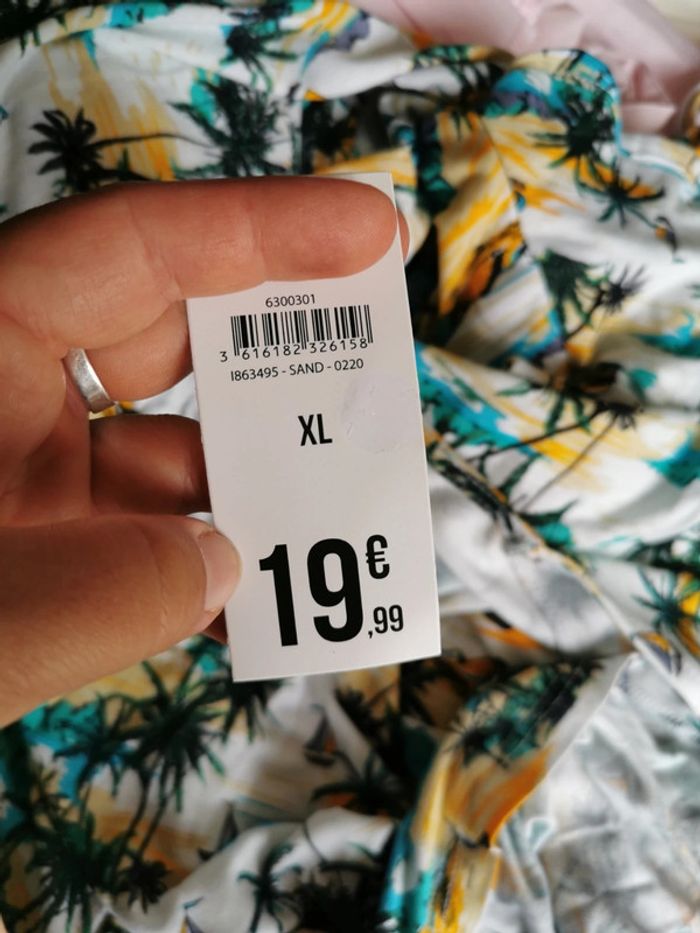 6300301
3 616182 326158
I863495 - SAND - 0220
XL
19€,99